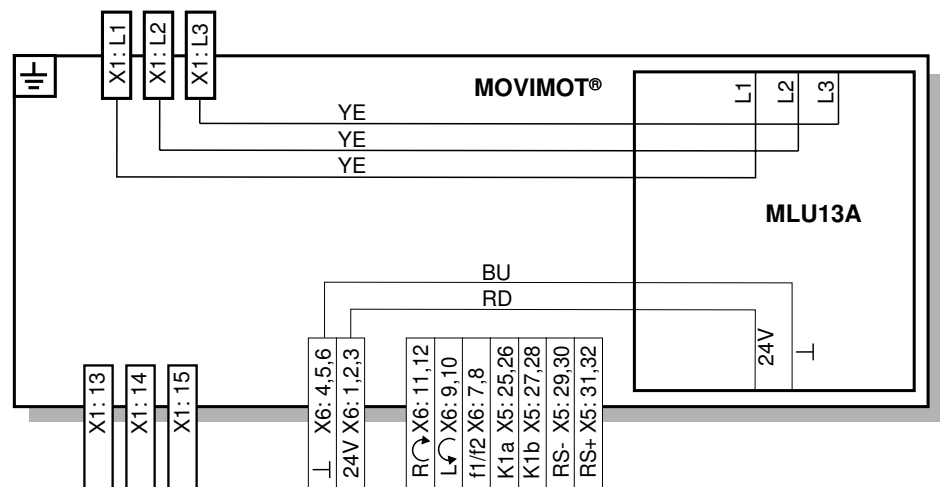 X1: L1
X1: L2
X1: L3
MOVIMOT®
L1
L2
L3
YE
YE
YE
MLU13A
BU
RD
24V
⊥
X1: 13
X1: 14
X1: 15
⊥ X6: 4,5,6
24V X6: 1,2,3
R X6: 11,12
L X6: 9,10
f1/f2 X6: 7,8
K1a X5: 25,26
K1b X5: 27,28
RS- X5: 29,30
RS+ X5: 31,32